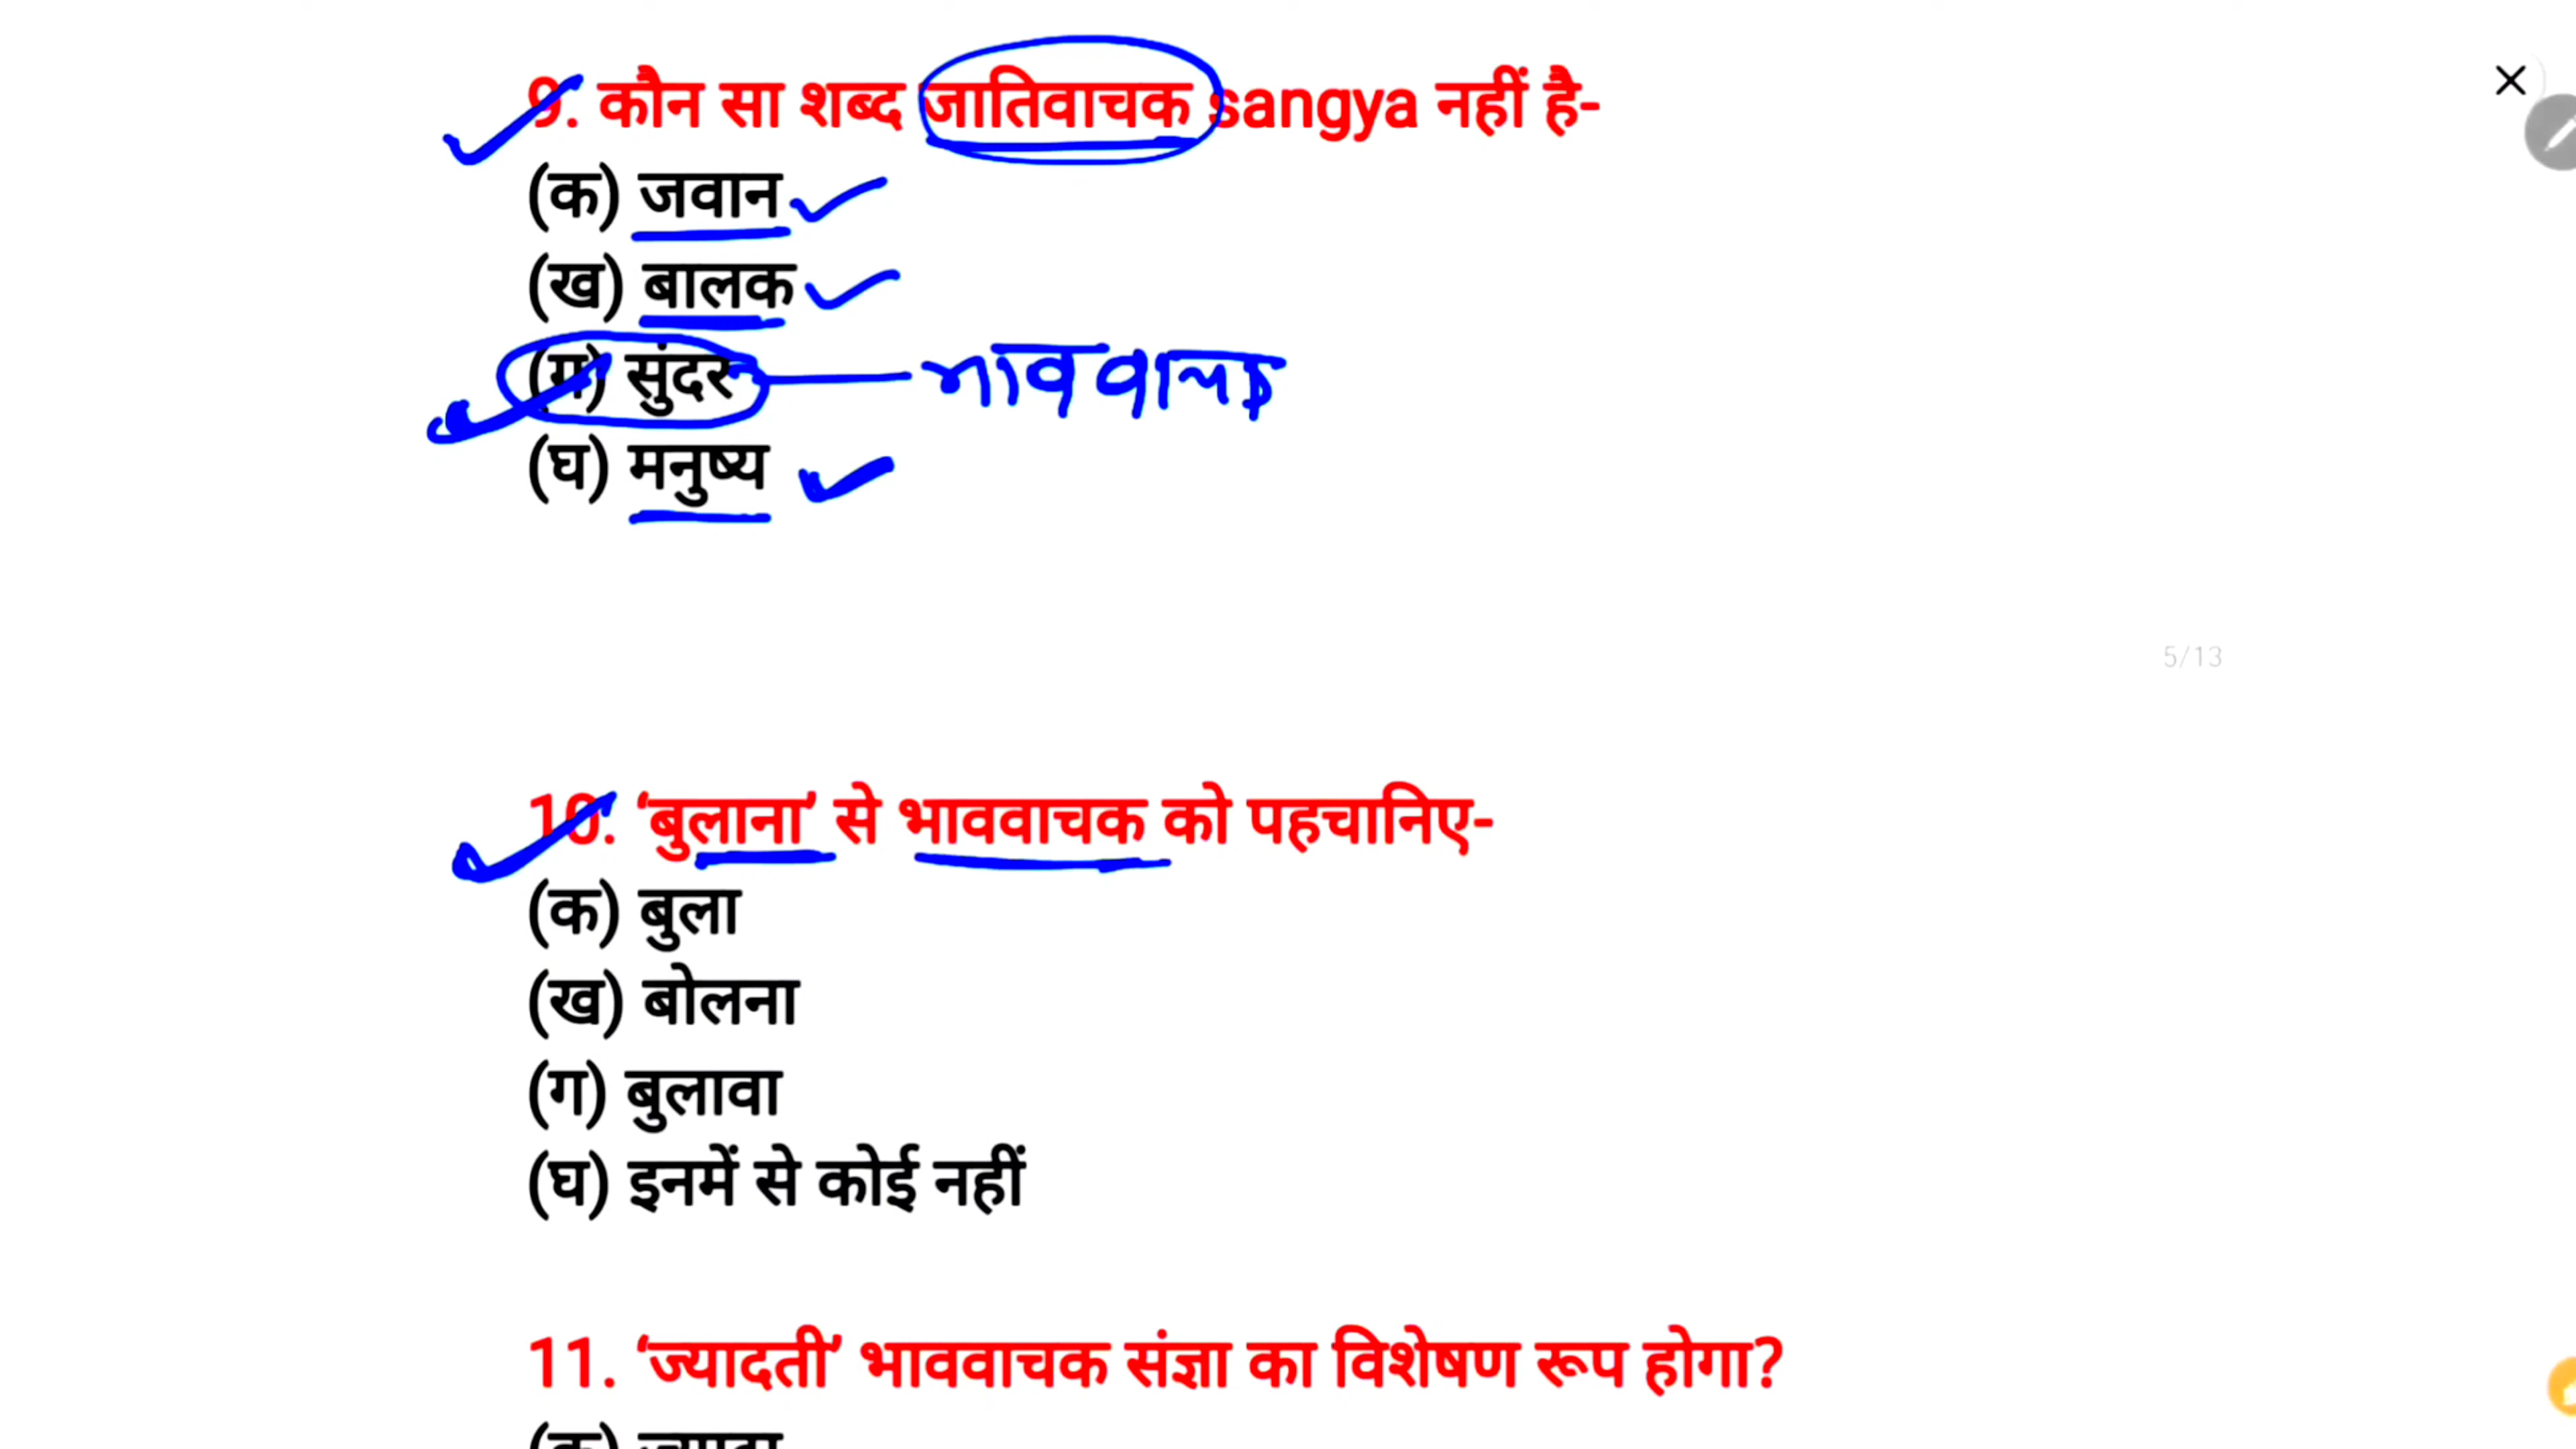 9. कौन सा शब्द जातिवाचक sangya नहीं है-
(क) जवान
(ख) बालक
(ग) सुंदर भाववाचक
(घ) मनुष्य
5/13
10. ‘बुलाना’ से भाववाचक को पहचानिए-
(क) बुला
(ख) बोलना
(ग) बुलावा
(घ) इनमें से कोई नहीं
11. ‘ज्यादती’ भाववाचक संज्ञा का विशेषण रूप होगा?